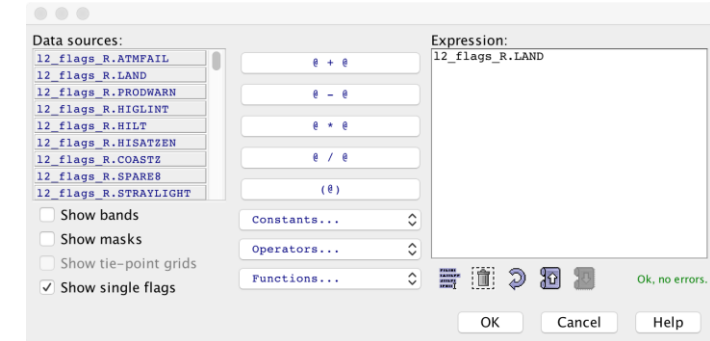 Data sources:
l2_flags_R.ATMFAIL
l2_flags_R.LAND
l2_flags_R.PRODWARN
l2_flags_R.HIGLINT
l2_flags_R.HILT
l2_flags_R.HISATZEN
l2_flags_R.COASTZ
l2_flags_R.SPARE8
l2_flags_R.STRAYLIGHT
Show bands
Show masks
Show tie-point grids
Show single flags
@ + @
@ - @
@ * @
@ / @
(@)
Constants...
Operators...
Functions...
Expression:
l2_flags_R.LAND
Ok, no errors.
OK
Cancel
Help